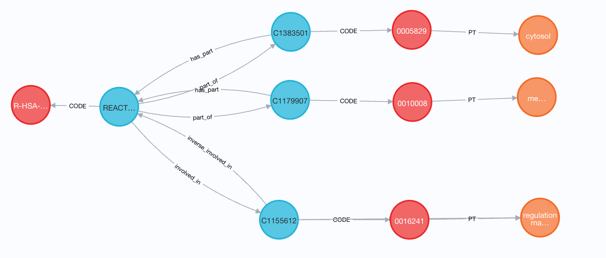 C1383501
CODE
0005829
PT
cytosol
has_part
part_of
has_part
R-HSA-...
CODE
REACT...
C1179907
CODE
0010008
PT
me...
part_of
inverse_involved_in
involved_in
C1155612
CODE
0016241
PT
regulation
ma...